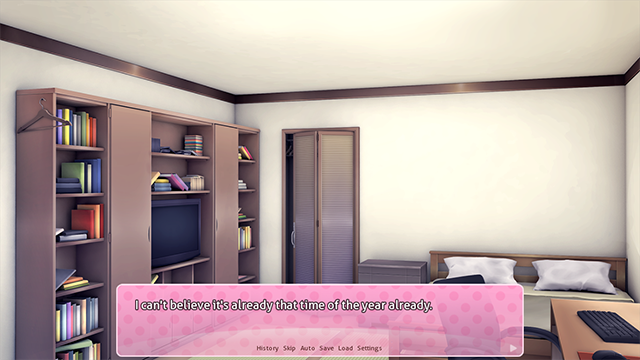 I can't believe it's already that time of the year already.
History Skip Auto Save Load Settings